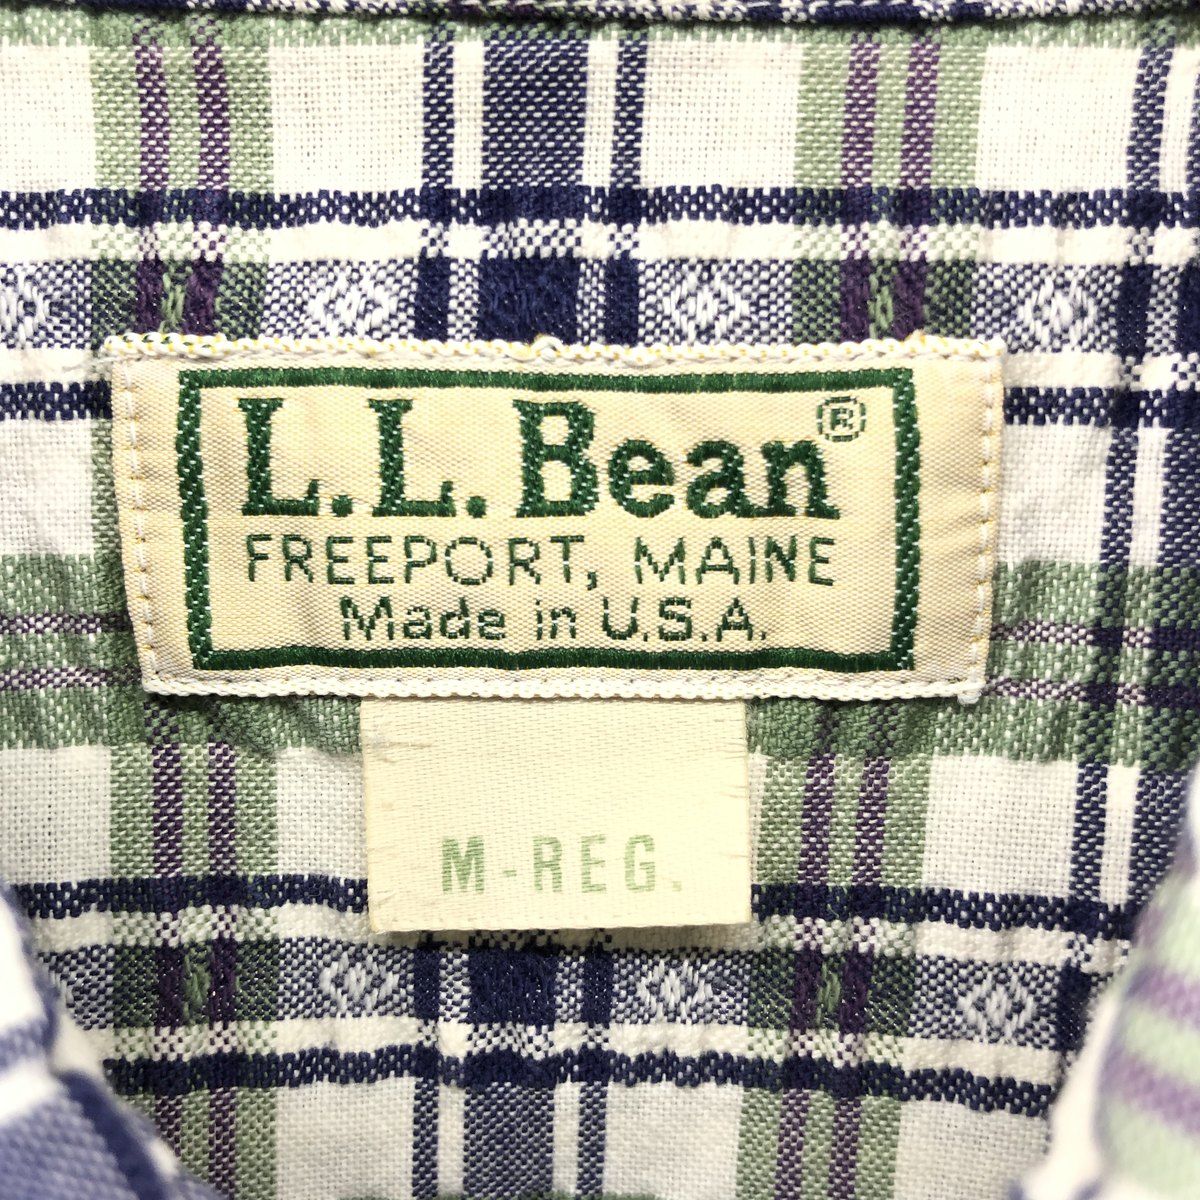 L.L.Bean®
FREEPORT, MAINE
Made in U.S.A.
M-REG.